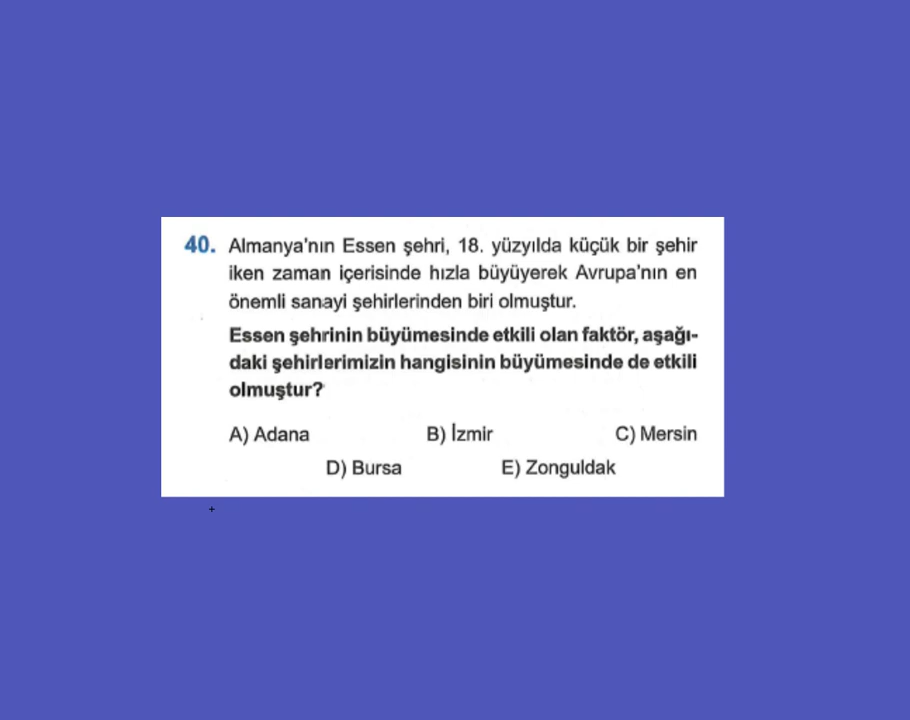 40. Almanya'nın Essen şehri, 18. yüzyılda küçük bir şehir
iken zaman içerisinde hızla büyüyerek Avrupa'nın en
önemli sanayi şehirlerinden biri olmuştur.
Essen şehrinin büyümesinde etkili olan faktör, aşağı-
daki şehirlerimizin hangisinin büyümesinde de etkili
olmuştur?
A) Adana B) İzmir C) Mersin
D) Bursa E) Zonguldak